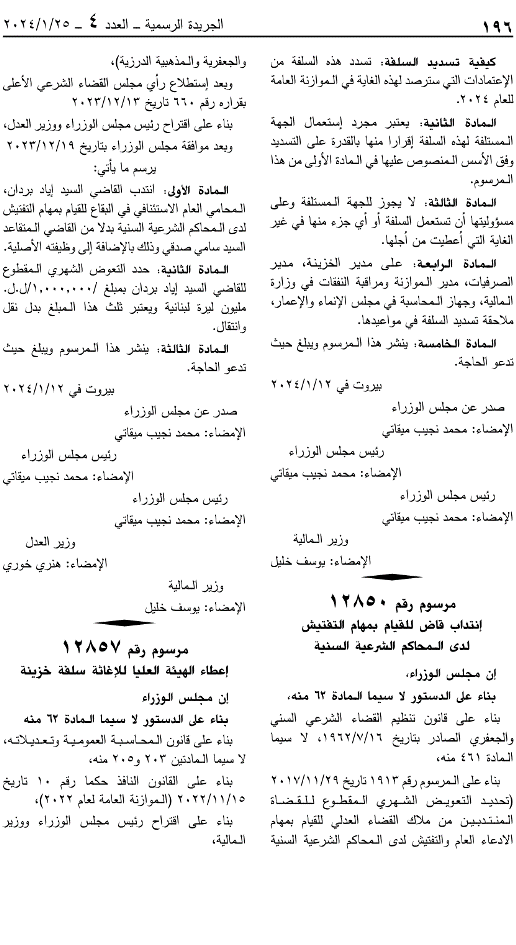 ١٩٦
الجريدة الرسمية ـ العدد ٤ ـ ٢٠٢٤/١/٢٥
كيفية تسديد السلفة: تسدد هذه السلفة من
الإعتمادات التي سترصد لهذه الغاية في الموازنة العامة
للعام ٢٠٢٤.
المادة الثانية: يعتبر مجرد إستعمال الجهة
المستلفة لهذه السلفة إقرارا منها بالقدرة على التسديد
وفق الأسس المنصوص عليها في المادة الأولى من هذا
المرسوم.
المادة الثالثة: لا يجوز للجهة المستلفة وعلى
مسؤوليتها أن تستعمل السلفة أو أي جزء منها في غير
الغاية التي أعطيت من أجلها.
المادة الرابعة: على مدير الخزينة، مدير
الصرفيات، مدير الموازنة ومراقبة النفقات في وزارة
المالية، وجهاز المحاسبة في مجلس الإنماء والإعمار،
ملاحقة تسديد السلفة في مواعيدها.
المادة الخامسة: ينشر هذا المرسوم ويبلغ حيث
تدعو الحاجة.
بيروت في ٢٠٢٤/١/١٢
صدر عن مجلس الوزراء
الإمضاء: محمد نجيب ميقاتي
رئيس مجلس الوزراء
الإمضاء: محمد نجيب ميقاتي
رئيس مجلس الوزراء
الإمضاء: محمد نجيب ميقاتي
وزير المالية
الإمضاء: يوسف خليل
مرسوم رقم ١٢٨٥٠
إنتداب قاض للقيام بمهام التفتيش
لدى المحاكم الشرعية السنية
إن مجلس الوزراء،
بناء على الدستور لا سيما المادة ٦٢ منه،
بناء على قانون تنظيم القضاء الشرعي السني
والجعفري الصادر بتاريخ ١٩٦٢/٧/١٦، لا سيما
المادة ٤٦١ منه،
بناء على المرسوم رقم ١٩١٣ تاريخ ٢٠١٧/١١/٢٩
(تحديد التعويض الشهري المقطوع للقضاة
المنتدبين من ملاك القضاء العدلي للقيام بمهام
الادعاء العام والتفتيش لدى المحاكم الشرعية السنية
والجعفرية والمذهبية الدرزية)،
وبعد إستطلاع رأي مجلس القضاء الشرعي الأعلى
بقراره رقم ٦٦٠ تاريخ ٢٠٢٣/١٢/١٣
بناء على اقتراح رئيس مجلس الوزراء ووزير العدل،
وبعد موافقة مجلس الوزراء بتاريخ ٢٠٢٣/١٢/١٩
يرسم ما يأتي:
المادة الأولى: انتدب القاضي السيد إياد بردان،
المحامي العام الاستئنافي في البقاع للقيام بمهام التفتيش
لدى المحاكم الشرعية السنية بدلا من القاضي المتقاعد
السيد سامي صدقي وذلك بالإضافة إلى وظيفته الأصلية.
المادة الثانية: حدد التعوض الشهري المقطوع
للقاضي السيد إياد بردان بمبلغ /١,٠٠٠,٠٠٠/ل.ل.
مليون ليرة لبنانية ويعتبر ثلث هذا المبلغ بدل نقل
وانتقال.
المادة الثالثة: ينشر هذا المرسوم ويبلغ حيث
تدعو الحاجة.
بيروت في ٢٠٢٤/١/١٢
صدر عن مجلس الوزراء
الإمضاء: محمد نجيب ميقاتي
رئيس مجلس الوزراء
الإمضاء: محمد نجيب ميقاتي
رئيس مجلس الوزراء
الإمضاء: محمد نجيب ميقاتي
وزير العدل
الإمضاء: هنري خوري
وزير المالية
الإمضاء: يوسف خليل
مرسوم رقم ١٢٨٥٧
إعطاء الهيئة العليا للإغاثة سلفة خزينة
إن مجلس الوزراء
بناء على الدستور لا سيما المادة ٦٢ منه
بناء على قانون المحاسبة العمومية وتعديلاته،
لا سيما المادتين ٢٠٣ و٢٠٥ منه،
بناء على القانون النافذ حكما رقم ١٠ تاريخ
٢٠٢٢/١١/١٥ (الموازنة العامة لعام ٢٠٢٢)،
بناء على اقتراح رئيس مجلس الوزراء ووزير
المالية،